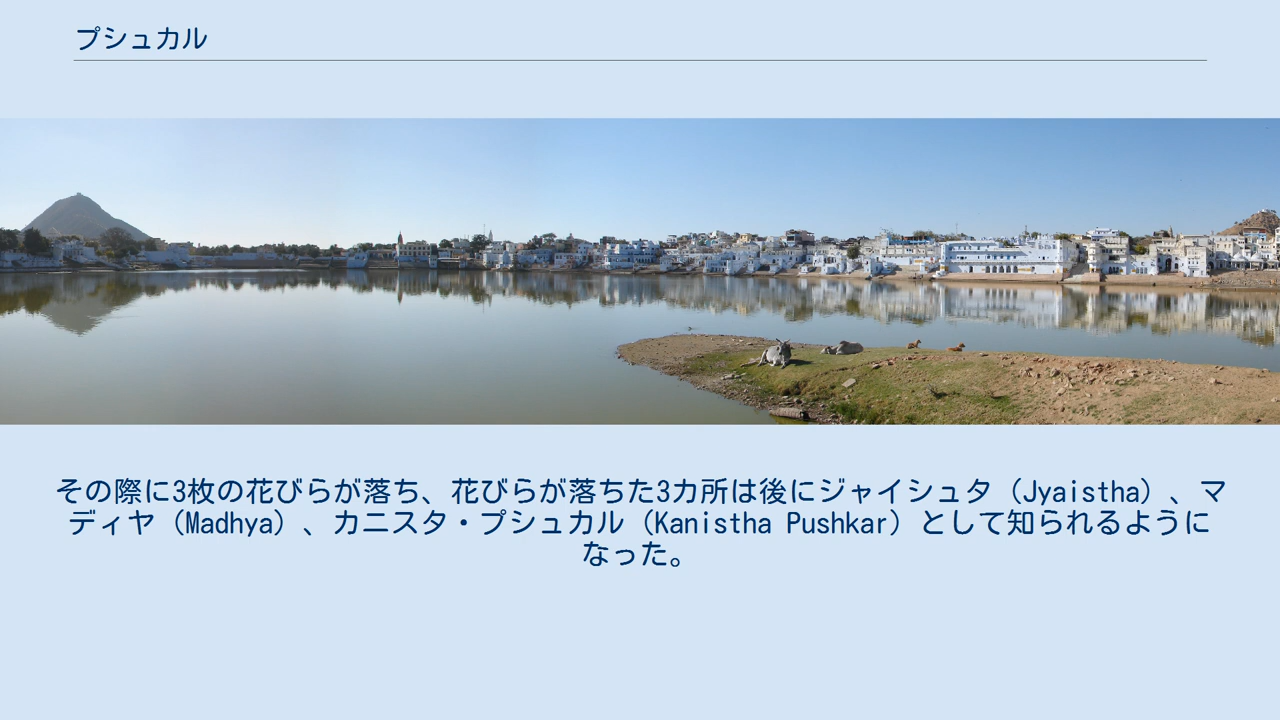 プシュカル
その際に3枚の花びらが落ち、花びらが落ちた3カ所は後にジャイシュタ（Jyaistha）、マ
ディヤ（Madhya）、カニスタ・プシュカル（Kanistha Pushkar）として知られるように
なった。